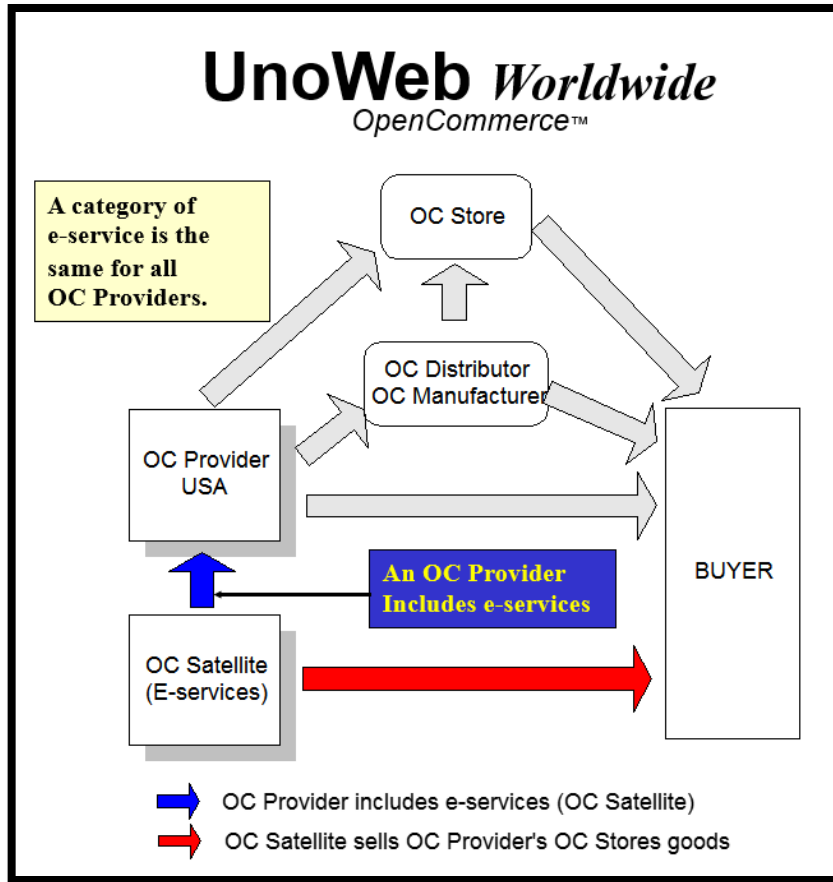 UnoWeb Worldwide
OpenCommerce™
A category of
e-service is the
same for all
OC Providers.
OC Store
OC Distributor
OC Manufacturer
OC Provider
USA
An OC Provider
Includes e-services
BUYER
OC Satellite
(E-services)
OC Provider includes e-services (OC Satellite)
OC Satellite sells OC Provider's OC Stores goods